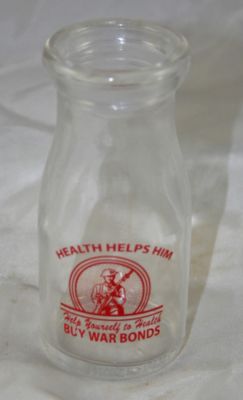 HEALTH HELPS HIM
Help Yourself to Health
BUY WAR BONDS